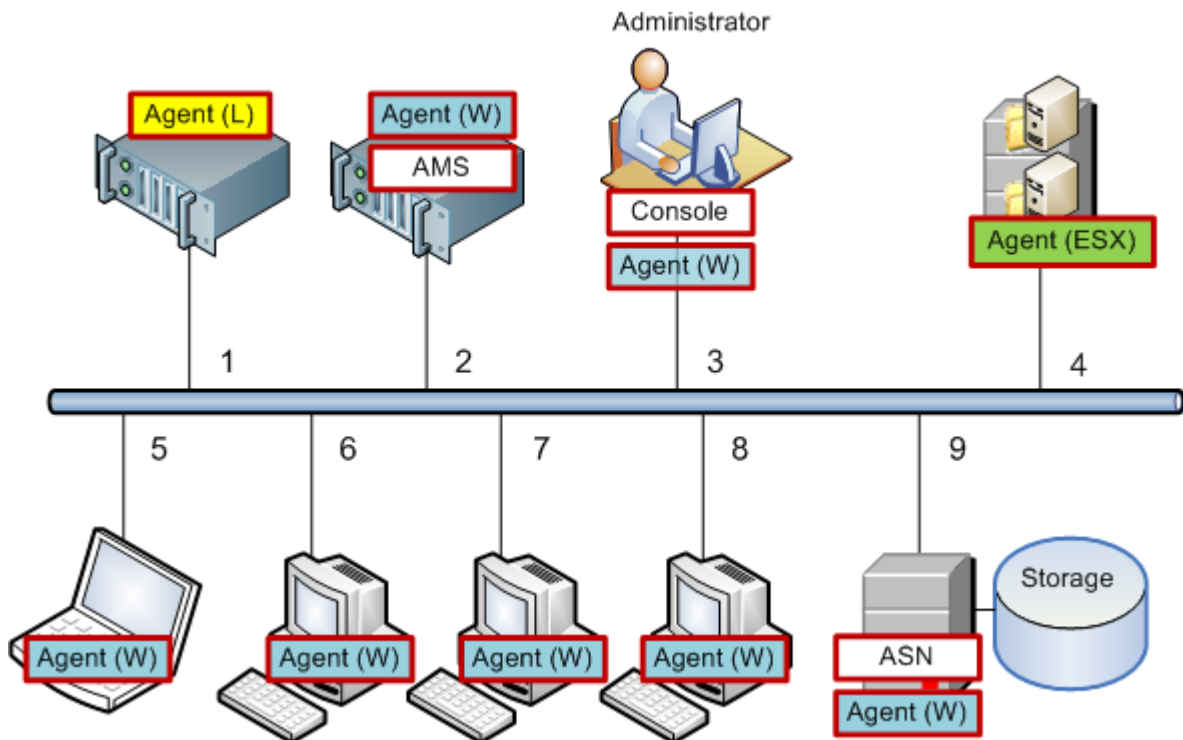 Administrator
Agent (L)
Agent (W)
AMS
Console
Agent (W)
Agent (ESX)
1
2
3
4
5
6
7
8
9
Storage
Agent (W)
Agent (W)
Agent (W)
Agent (W)
ASN
Agent (W)